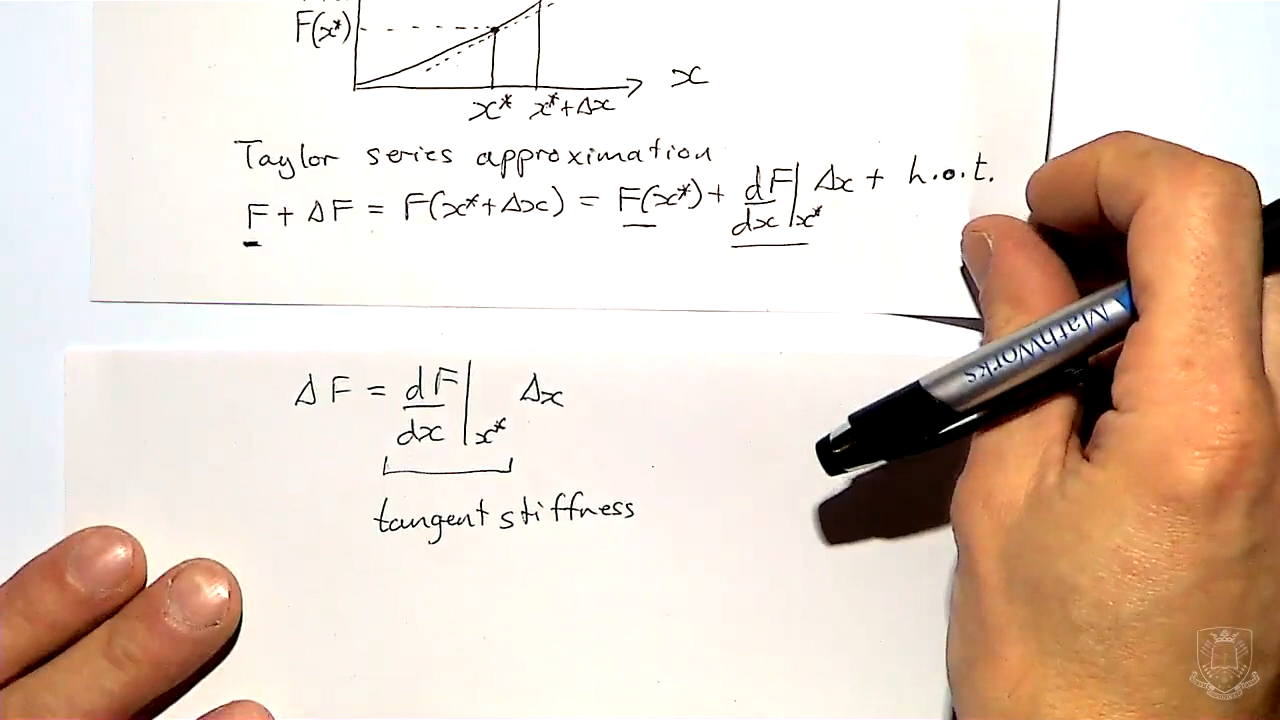 F(x*)
x
x* x*+Δx
Taylor series approximation
F + ΔF = F(x*+Δx) = F(x*) + dF/dx|x* Δx + h.o.t.
ΔF = dF/dx|x* Δx
tangent stiffness
MathWorks